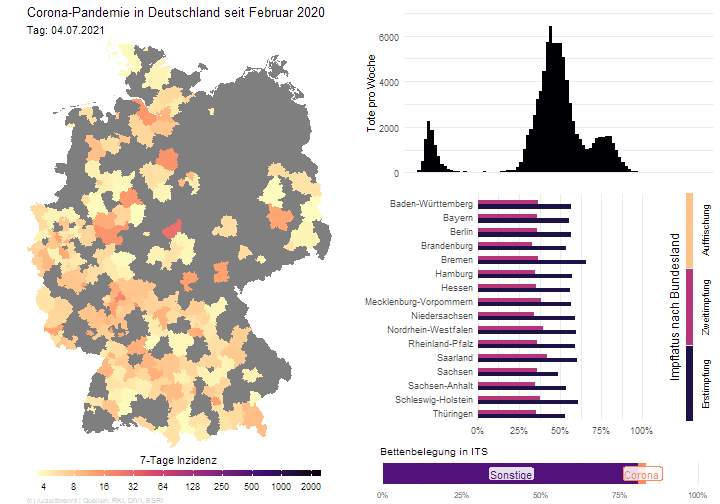 Corona-Pandemie in Deutschland seit Februar 2020
Tag: 04.07.2021
7-Tage Inzidenz
4 8 16 32 64 120 250 500 1000 2000
(c) /u/zeitörennt | Quellen: RKI, DIVI, ESRI
Tote pro Woche
6000
4000
2000
0
Baden-Württemberg
Bayern
Berlin
Brandenburg
Bremen
Hamburg
Hessen
Mecklenburg-Vorpommern
Niedersachsen
Nordrhein-Westfalen
Rheinland-Pfalz
Saarland
Sachsen
Sachsen-Anhalt
Schleswig-Holstein
Thüringen
0% 25% 50% 75% 100%
Impfstatus nach Bundesland
Auffrischung
Zweitimpfung
Erstimpfung
Bettenbelegung in ITS
Sonstige
Corona
0% 25% 50% 75% 100%